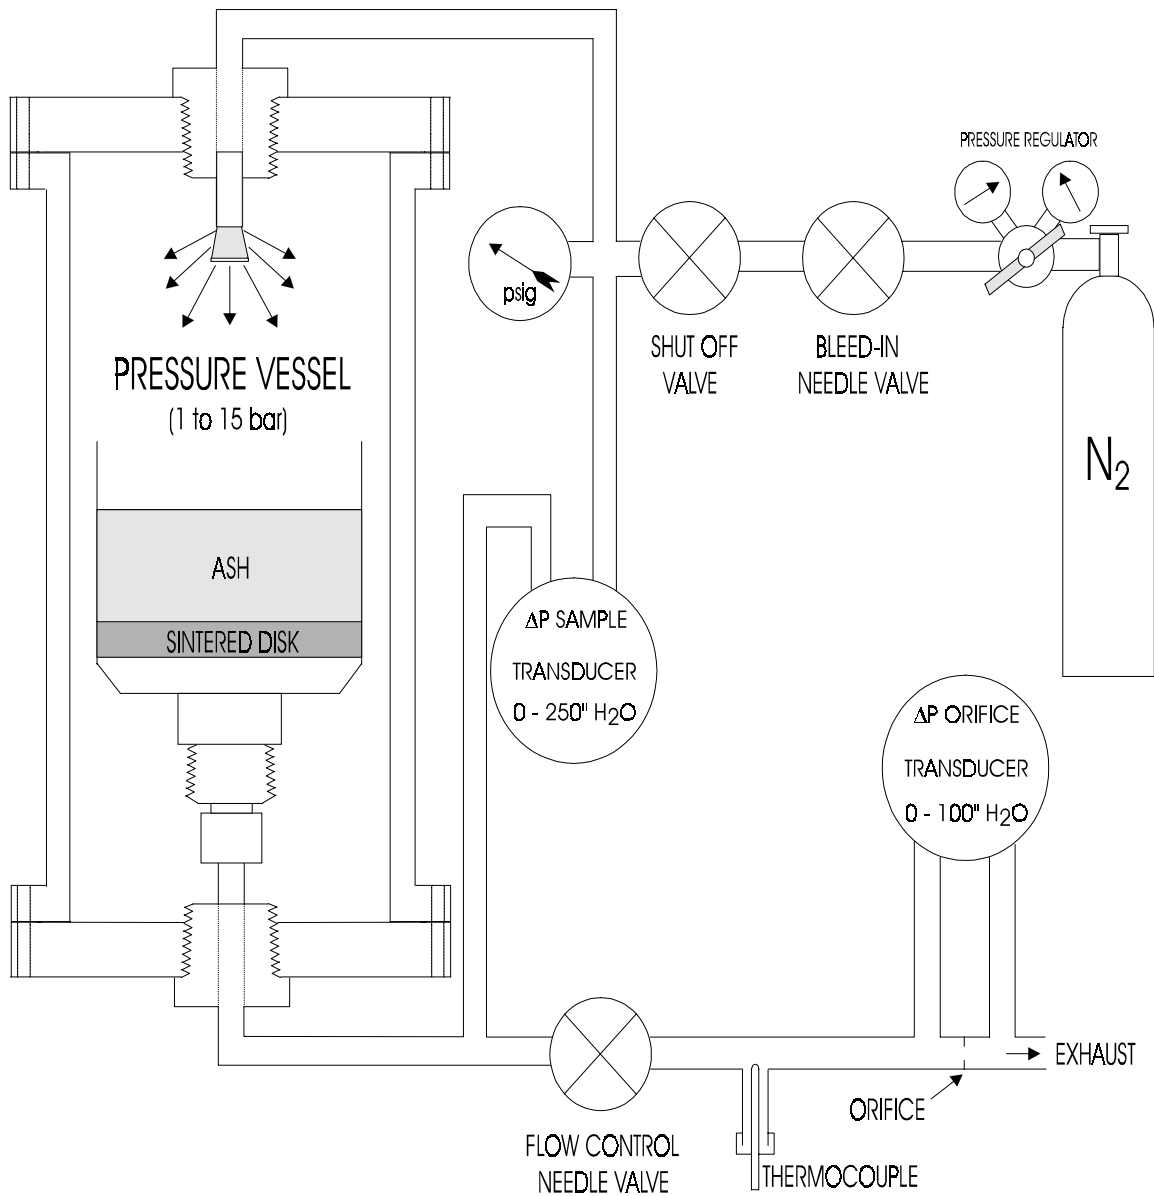 PRESSURE REGULATOR
psig
SHUT OFF
VALVE
BLEED-IN
NEEDLE VALVE
PRESSURE VESSEL
(1 to 15 bar)
N2
ASH
SINTERED DISK
ΔP SAMPLE
TRANSDUCER
0 - 250" H2O
ΔP ORIFICE
TRANSDUCER
0 - 100" H2O
EXHAUST
ORIFICE
FLOW CONTROL
NEEDLE VALVE
THERMOCOUPLE